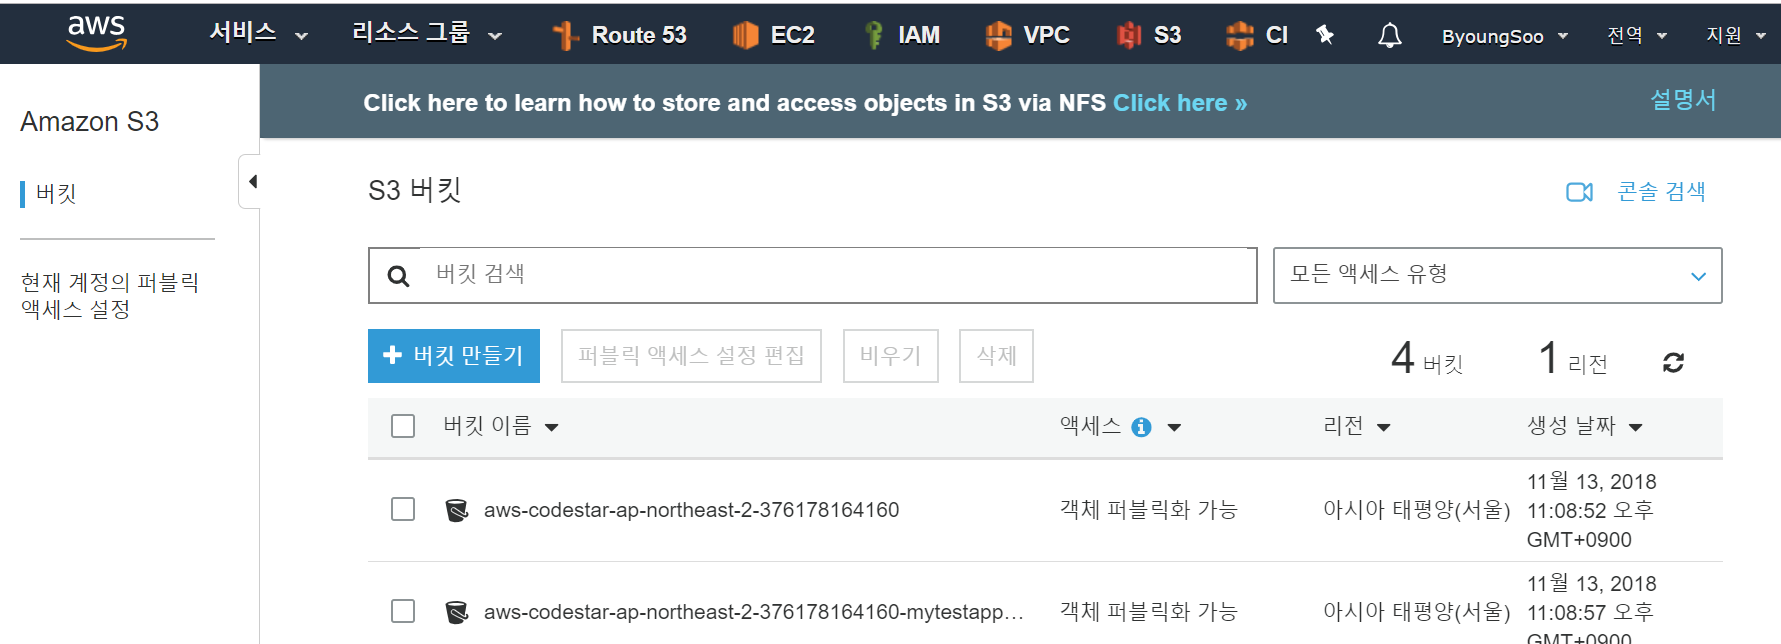 aws 서비스 리소스 그룹 Route 53 EC2 IAM VPC S3 Cl ByoungSoo 전역 지원
Amazon S3
버킷
현재 계정의 퍼블릭
액세스 설정
Click here to learn how to store and access objects in S3 via NFS Click here » 설명서
S3 버킷 콘솔 검색
버킷 검색 모든 액세스 유형
+ 버킷 만들기 퍼블릭 액세스 설정 편집 비우기 삭제 4 버킷 1 리전
버킷 이름 액세스 리전 생성 날짜
aws-codestar-ap-northeast-2-376178164160 객체 퍼블릭화 가능 아시아 태평양(서울) 11월 13, 2018
11:08:52 오후
GMT+0900
aws-codestar-ap-northeast-2-376178164160-mytestapp… 객체 퍼블릭화 가능 아시아 태평양(서울) 11월 13, 2018
11:08:57 오후
GMT+0900